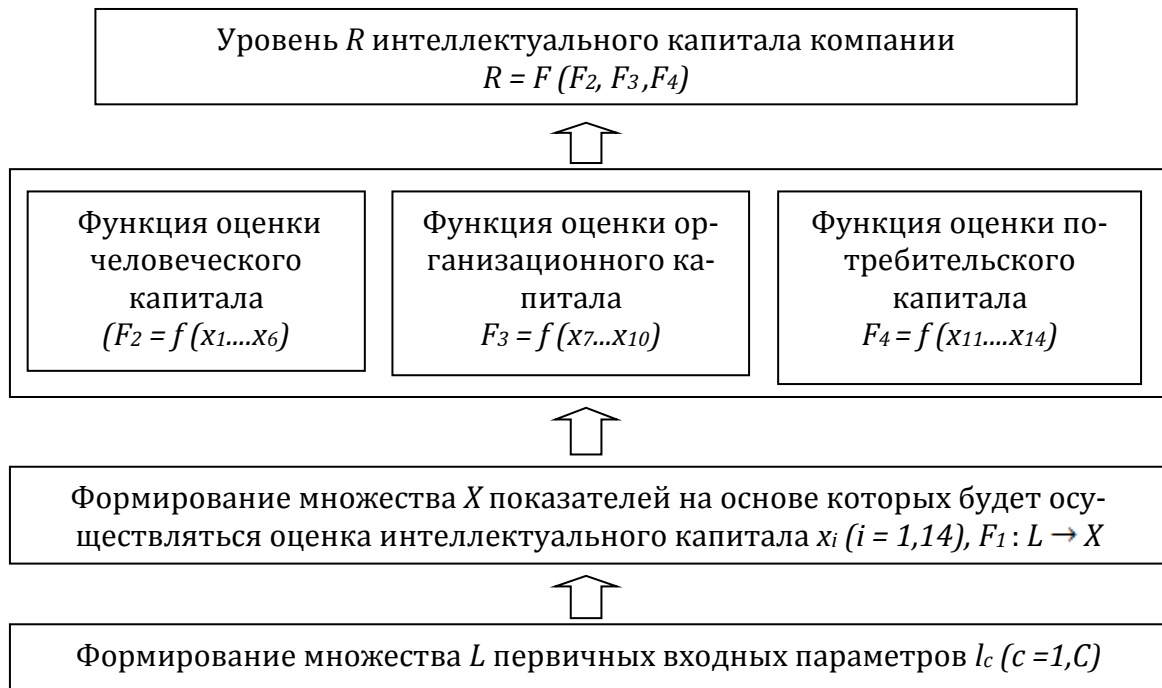 Уровень R интеллектуального капитала компании
R = F (F2, F3 ,F4)
Функция оценки
человеческого
капитала
(F2 = f (x1....x6)
Функция оценки ор-
ганизационного ка-
питала
F3 = f (x7...x10)
Функция оценки по-
требительского
капитала
F4 = f (x11....x14)
Формирование множества X показателей на основе которых будет осу-
ществляться оценка интеллектуального капитала xi (i = 1,14), F1 : L → X
Формирование множества L первичных входных параметров lc (c =1,C)